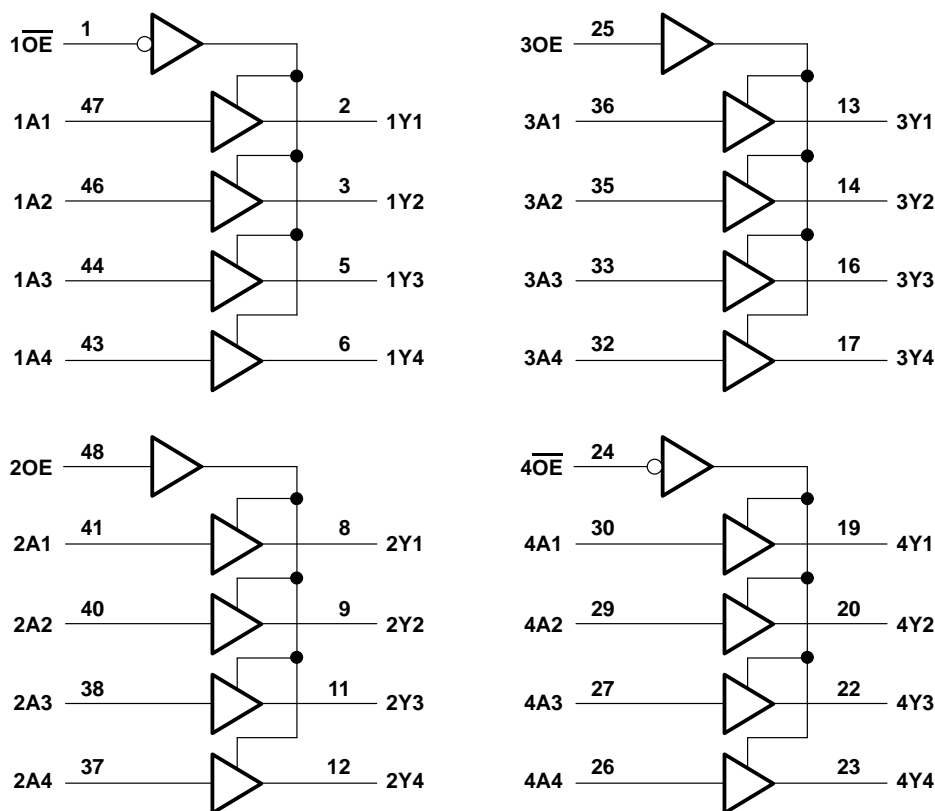 1O̅E̅ 1
1A1 47 2 1Y1
1A2 46 3 1Y2
1A3 44 5 1Y3
1A4 43 6 1Y4
3OE 25
3A1 36 13 3Y1
3A2 35 14 3Y2
3A3 33 16 3Y3
3A4 32 17 3Y4
2OE 48
2A1 41 8 2Y1
2A2 40 9 2Y2
2A3 38 11 2Y3
2A4 37 12 2Y4
4O̅E̅ 24
4A1 30 19 4Y1
4A2 29 20 4Y2
4A3 27 22 4Y3
4A4 26 23 4Y4